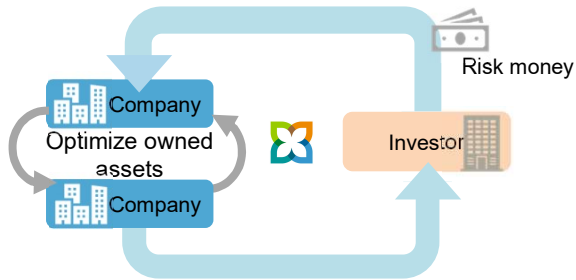 Risk money
Company
Optimize owned
assets
Investor
Company